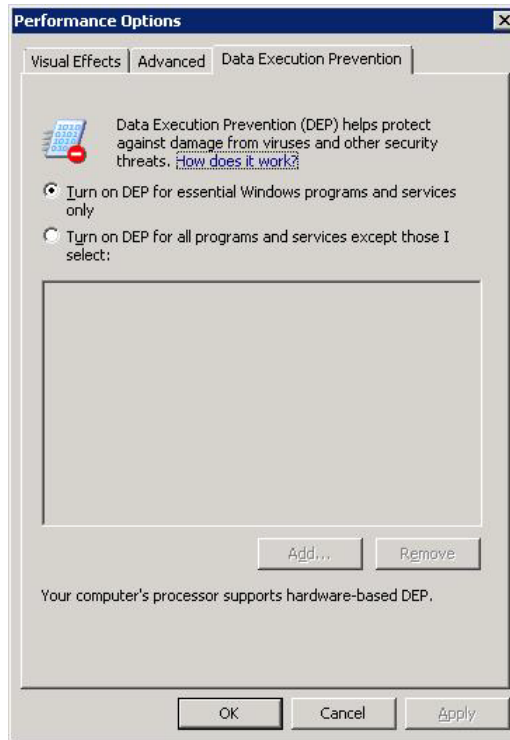 Performance Options
Visual Effects
Advanced
Data Execution Prevention
Data Execution Prevention (DEP) helps protect
against damage from viruses and other security
threats. How does it work?
Turn on DEP for essential Windows programs and services
only
Turn on DEP for all programs and services except those I
select:
Add...
Remove
Your computer's processor supports hardware-based DEP.
OK
Cancel
Apply